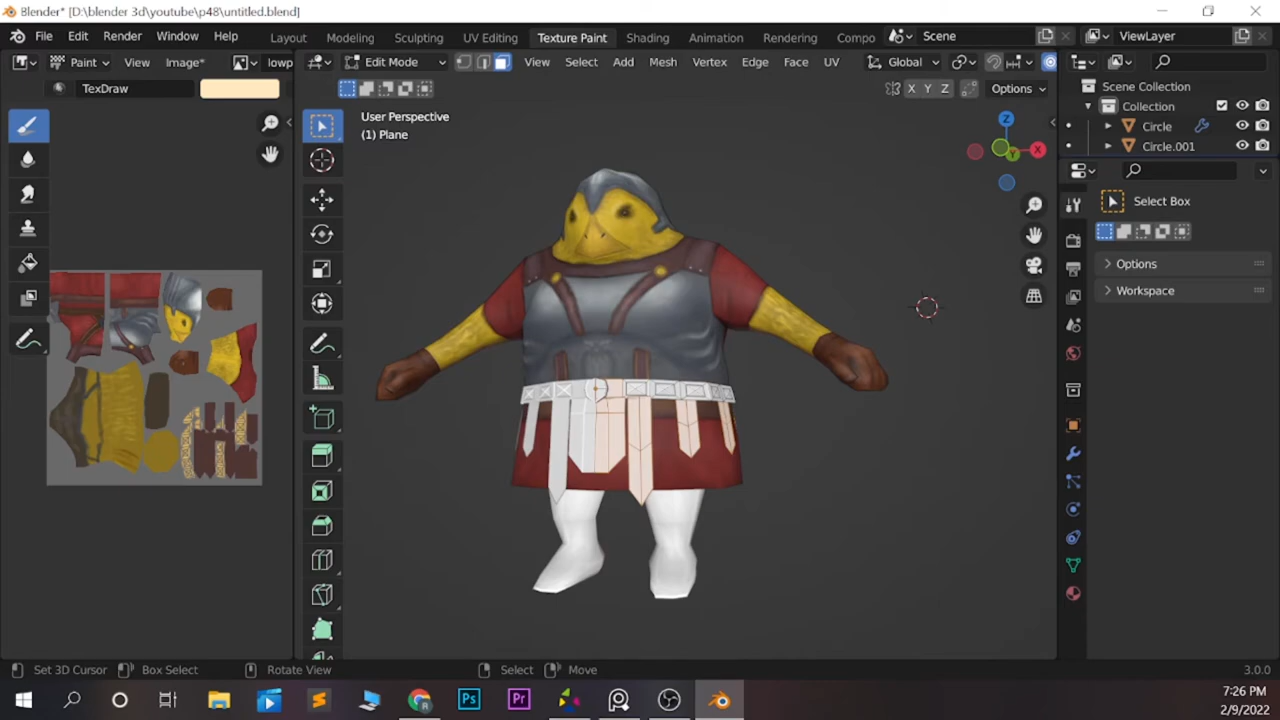 Blender* [D:\blender 3d\youtube\p48\untitled.blend]
File Edit Render Window Help Layout Modeling Sculpting UV Editing Texture Paint Shading Animation Rendering Compo Scene ViewLayer
Paint View Image* lowp Edit Mode View Select Add Mesh Vertex Edge Face UV Global
TexDraw X Y Z Options
User Perspective
(1) Plane
Z
X
Y
Scene Collection
Collection
Circle
Circle.001
Select Box
Options
Workspace
Set 3D Cursor Box Select Rotate View Select Move 3.0.0
Ps Pr
7:26 PM
2/9/2022